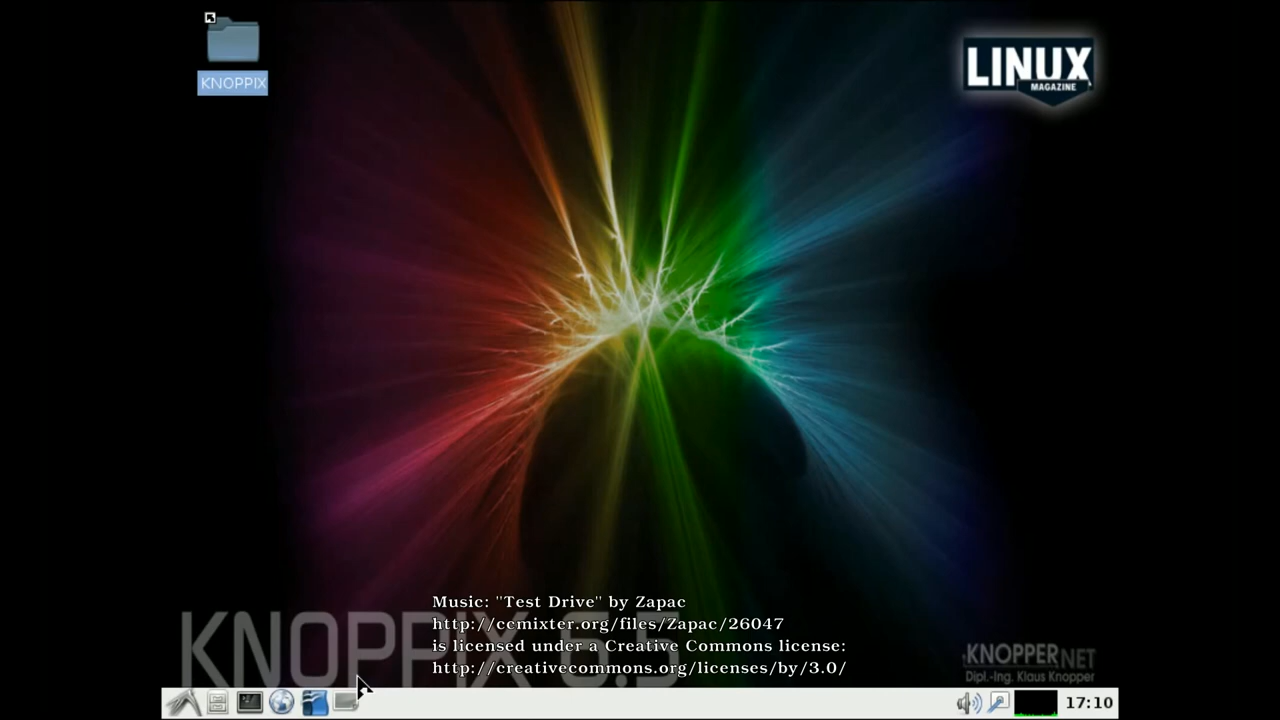 KNOPPIX
LINUX
MAGAZINE
Music: "Test Drive" by Zapac
http://ccmixter.org/files/Zapac/26047
is licensed under a Creative Commons license:
http://creativecommons.org/licenses/by/3.0/
KNOPPIX 6.5
KNOPPER.NET
Dipl.-Ing. Klaus Knopper
17:10